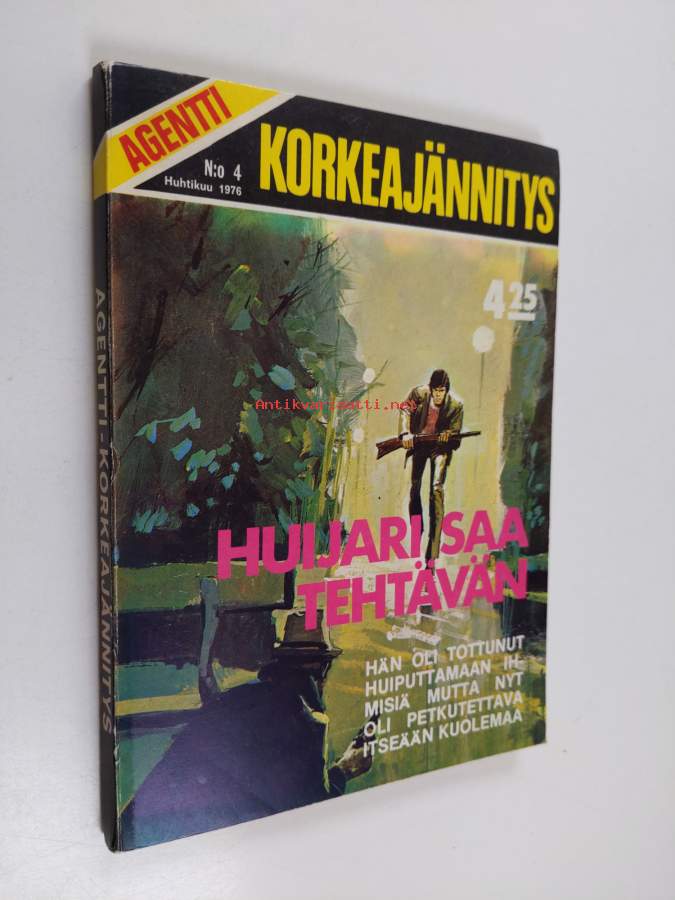 AGENTTI
N:o 4
Huhtikuu 1976
KORKEAJÄNNITYS
4 25
Antikvariaatti.net
HUIJARI SAA
TEHTÄVÄN
HÄN OLI TOTTUNUT
HUIPUTTAMAAN IH-
MISIÄ MUTTA NYT
OLI PETKUTETTAVA
ITSEÄÄN KUOLEMAA
AGENTTI-KORKEAJÄNNITYS